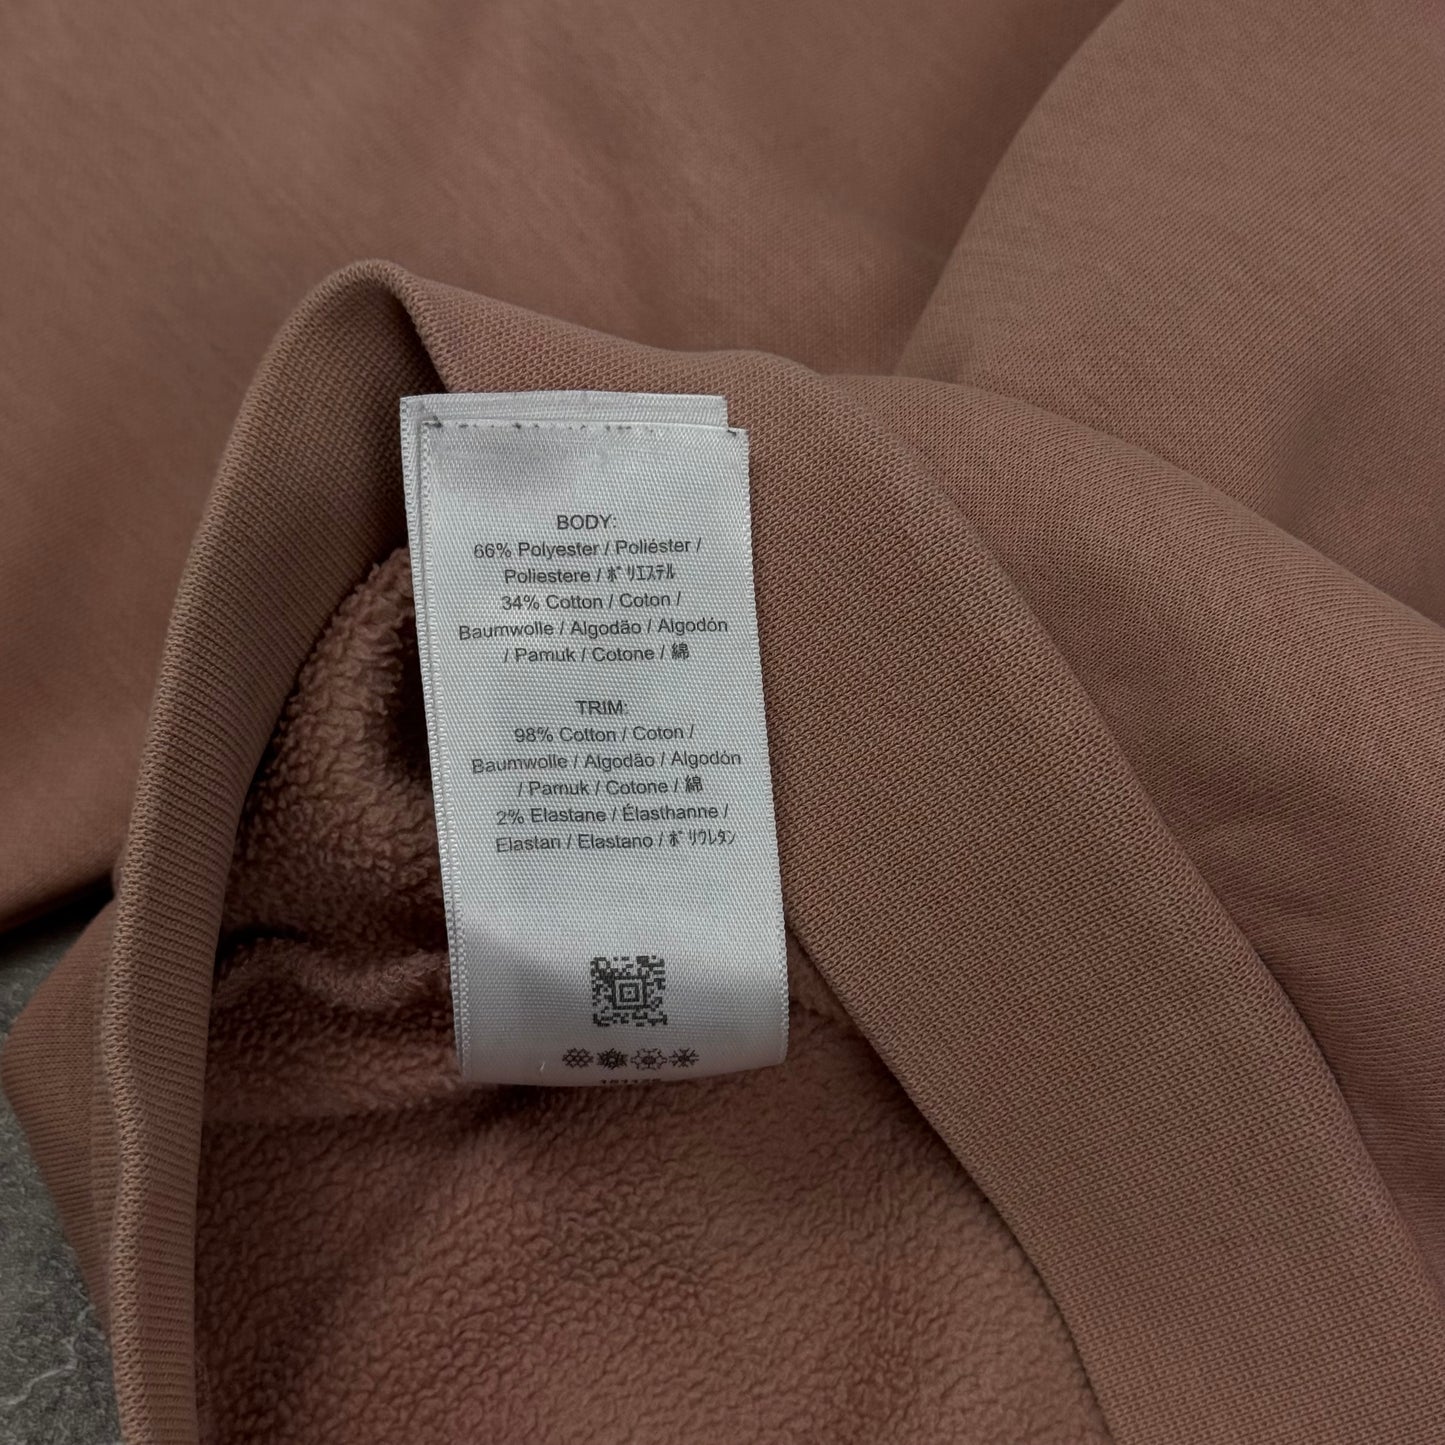 BODY:
66% Polyester / Poliéster /
Poliestere / ﾎﾟﾘｴｽﾃﾙ
34% Cotton / Coton /
Baumwolle / Algodão / Algodón
/ Pamuk / Cotone / 綿
TRIM:
98% Cotton / Coton /
Baumwolle / Algodão / Algodón
/ Pamuk / Cotone / 綿
2% Elastane / Élasthanne /
Elastan / Elastano / ﾎﾟﾘｳﾚﾀﾝ